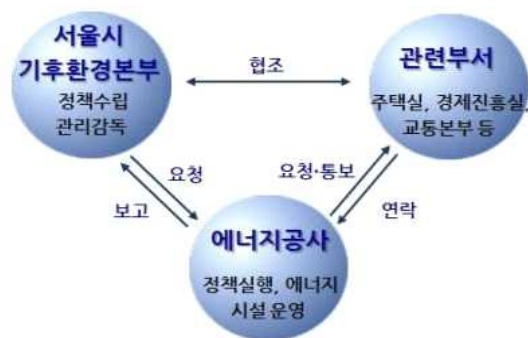 서울시
기후환경본부
정책수립
관리감독
협조
관련부서
주택실, 경제진흥실,
교통본부 등
요청
보고
요청·통보
연락
에너지공사
정책실행, 에너지
시설 운영